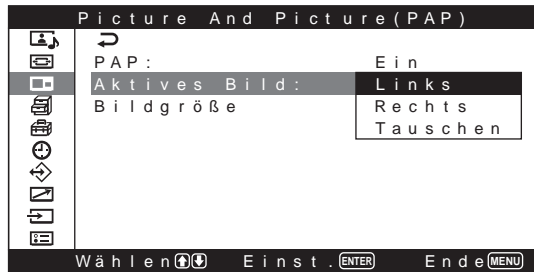 Picture And Picture(PAP)
PAP: Ein
Aktives Bild: Links
Bildgröße Rechts
Tauschen
Wählen Einst. ENTER Ende MENU